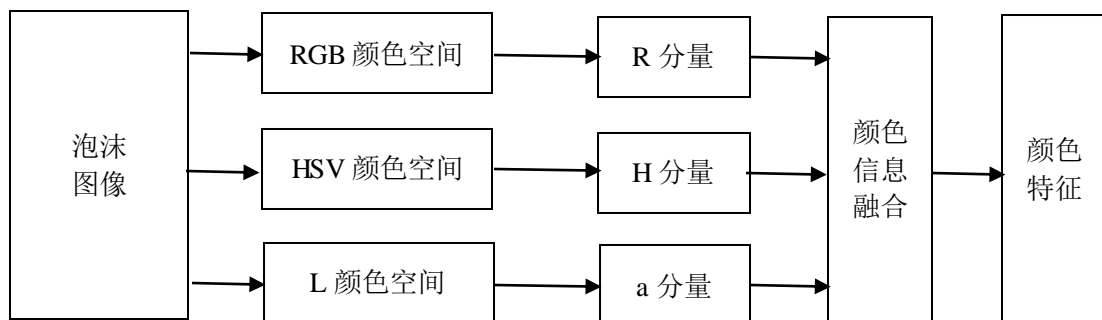 泡沫
图像
RGB 颜色空间
R 分量
HSV 颜色空间
H 分量
L 颜色空间
a 分量
颜色
信息
融合
颜色
特征